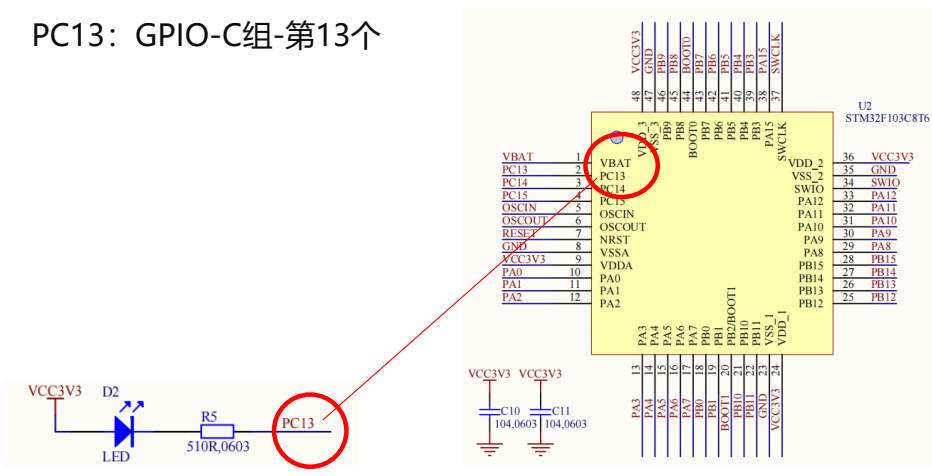 PC13：GPIO-C组-第13个
VCC3V3
GND
PB9
PB8
BOOT0
PB7
PB6
PB5
PB4
PB3
PA15
SWCLK
48
47
46
45
44
43
42
41
40
39
38
37
U2
STM32F103C8T6
VDD_3
VSS_3
PB9
PB8
BOOT0
PB7
PB6
PB5
PB4
PB3
PA15
SWCLK
VBAT 1 VBAT
PC13 2 PC13
PC14 3 PC14
PC15 4 PC15
OSCIN 5 OSCIN
OSCOUT 6 OSCOUT
RESET 7 NRST
GND 8 VSSA
VCC3V3 9 VDDA
PA0 10 PA0
PA1 11 PA1
PA2 12 PA2
VDD_2 36 VCC3V3
VSS_2 35 GND
SWIO 34 SWIO
PA12 33 PA12
PA11 32 PA11
PA10 31 PA10
PA9 30 PA9
PA8 29 PA8
PB15 28 PB15
PB14 27 PB14
PB13 26 PB13
PB12 25 PB12
PA3
PA4
PA5
PA6
PA7
PB0
PB1
PB2/BOOT1
PB10
PB11
VSS_1
VDD_1
13
14
15
16
17
18
19
20
21
22
23
24
PA3
PA4
PA5
PA6
PA7
PB0
PB1
BOOT1
PB10
PB11
GND
VCC3V3
VCC3V3 VCC3V3
C10 C11
104,0603 104,0603
VCC3V3 D2
R5 PC13
510R,0603
LED